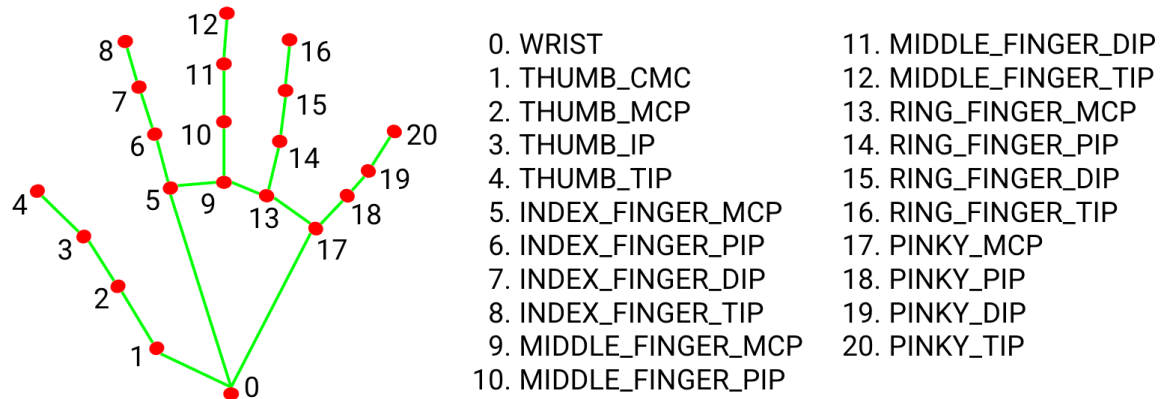 12
8
16
11
7
15
10
20
6
14
19
4
5
9
18
13
3
17
2
1
0
0. WRIST
1. THUMB_CMC
2. THUMB_MCP
3. THUMB_IP
4. THUMB_TIP
5. INDEX_FINGER_MCP
6. INDEX_FINGER_PIP
7. INDEX_FINGER_DIP
8. INDEX_FINGER_TIP
9. MIDDLE_FINGER_MCP
10. MIDDLE_FINGER_PIP
11. MIDDLE_FINGER_DIP
12. MIDDLE_FINGER_TIP
13. RING_FINGER_MCP
14. RING_FINGER_PIP
15. RING_FINGER_DIP
16. RING_FINGER_TIP
17. PINKY_MCP
18. PINKY_PIP
19. PINKY_DIP
20. PINKY_TIP